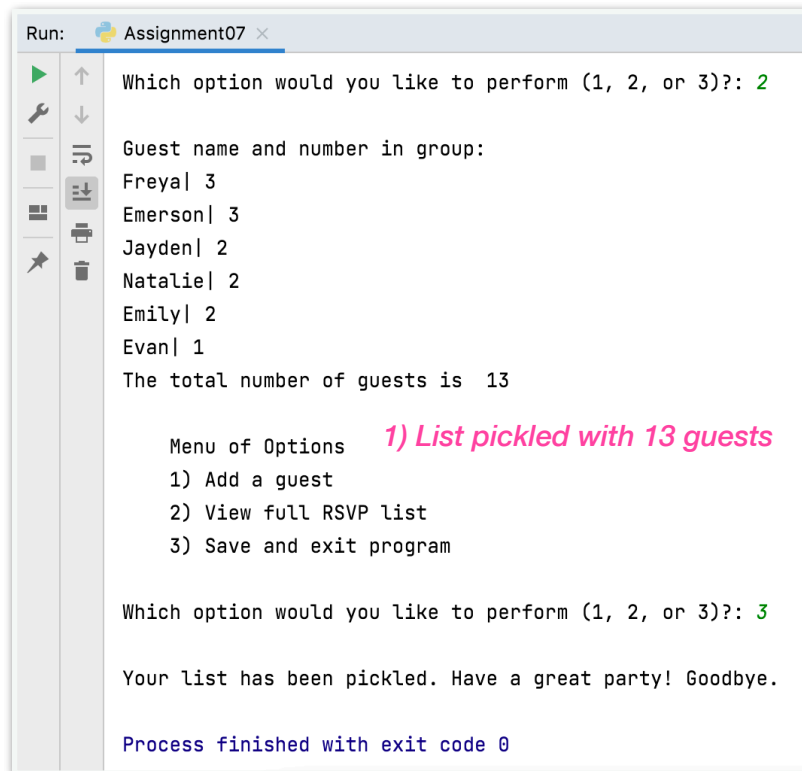 Run: Assignment07
Which option would you like to perform (1, 2, or 3)?: 2
Guest name and number in group:
Freya| 3
Emerson| 3
Jayden| 2
Natalie| 2
Emily| 2
Evan| 1
The total number of guests is  13
1) List pickled with 13 guests
Menu of Options
1) Add a guest
2) View full RSVP list
3) Save and exit program
Which option would you like to perform (1, 2, or 3)?: 3
Your list has been pickled. Have a great party! Goodbye.
Process finished with exit code 0